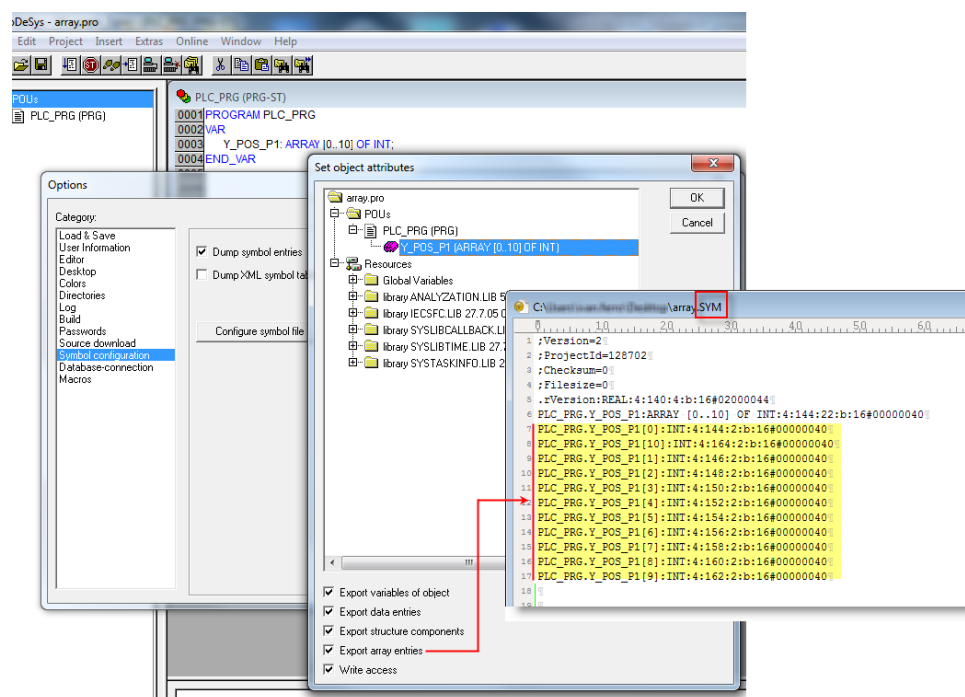 oDeSys - array.pro
Edit Project Insert Extras Online Window Help
POUs
PLC_PRG (PRG)
PLC_PRG (PRG-ST)
0001 PROGRAM PLC_PRG
0002 VAR
0003 Y_POS_P1: ARRAY [0..10] OF INT;
0004 END_VAR
Options
Category:
Load & Save
User Information
Editor
Desktop
Colors
Directories
Log
Build
Passwords
Source download
Symbol configuration
Database-connection
Macros
Dump symbol entries
Dump XML symbol tab
Configure symbol file
Set object attributes
OK
Cancel
array.pro
POUs
PLC_PRG (PRG)
Y_POS_P1 (ARRAY [0..10] OF INT)
Resources
Global Variables
library ANALYZATION.LIB 5
library IECSFC.LIB 27.7.05 0
library SYSLIBCALLBACK.LI
library SYSLIBTIME.LIB 27.7
library SYSTASKINFO.LIB 2
Export variables of object
Export data entries
Export structure components
Export array entries
Write access
C:\ \array.SYM
0 10 20 30 40 50 60
1 ;Version=2
2 ;ProjectId=128702
3 ;Checksum=0
4 ;Filesize=0
5 .rVersion:REAL:4:140:4:b:16#02000044
6 PLC_PRG.Y_POS_P1:ARRAY [0..10] OF INT:4:144:22:b:16#00000040
7 PLC_PRG.Y_POS_P1[0]:INT:4:144:2:b:16#00000040
8 PLC_PRG.Y_POS_P1[10]:INT:4:164:2:b:16#00000040
9 PLC_PRG.Y_POS_P1[1]:INT:4:146:2:b:16#00000040
10 PLC_PRG.Y_POS_P1[2]:INT:4:148:2:b:16#00000040
11 PLC_PRG.Y_POS_P1[3]:INT:4:150:2:b:16#00000040
12 PLC_PRG.Y_POS_P1[4]:INT:4:152:2:b:16#00000040
13 PLC_PRG.Y_POS_P1[5]:INT:4:154:2:b:16#00000040
14 PLC_PRG.Y_POS_P1[6]:INT:4:156:2:b:16#00000040
15 PLC_PRG.Y_POS_P1[7]:INT:4:158:2:b:16#00000040
16 PLC_PRG.Y_POS_P1[8]:INT:4:160:2:b:16#00000040
17 PLC_PRG.Y_POS_P1[9]:INT:4:162:2:b:16#00000040
18